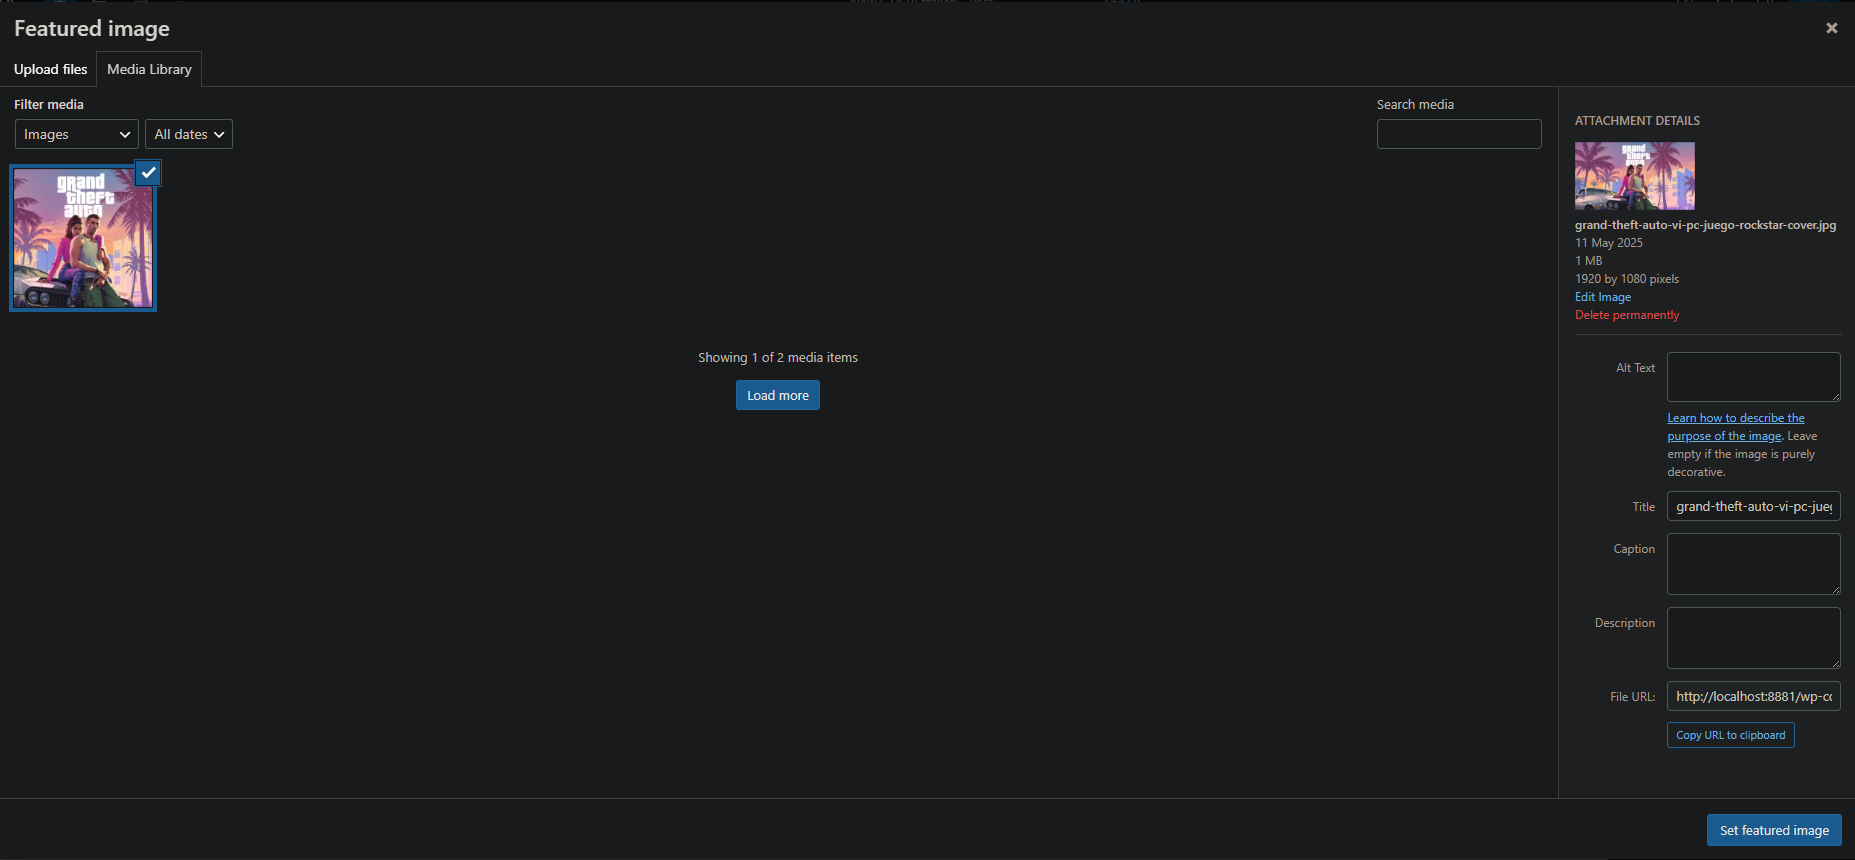 Featured image
Upload files
Media Library
Filter media
Images
All dates
Search media
grand
theft
auto
Showing 1 of 2 media items
Load more
ATTACHMENT DETAILS
grand
theft
auto
grand-theft-auto-vi-pc-juego-rockstar-cover.jpg
11 May 2025
1 MB
1920 by 1080 pixels
Edit Image
Delete permanently
Alt Text
Learn how to describe the
purpose of the image. Leave
empty if the image is purely
decorative.
Title
grand-theft-auto-vi-pc-jueg
Caption
Description
File URL:
http://localhost:8881/wp-co
Copy URL to clipboard
Set featured image